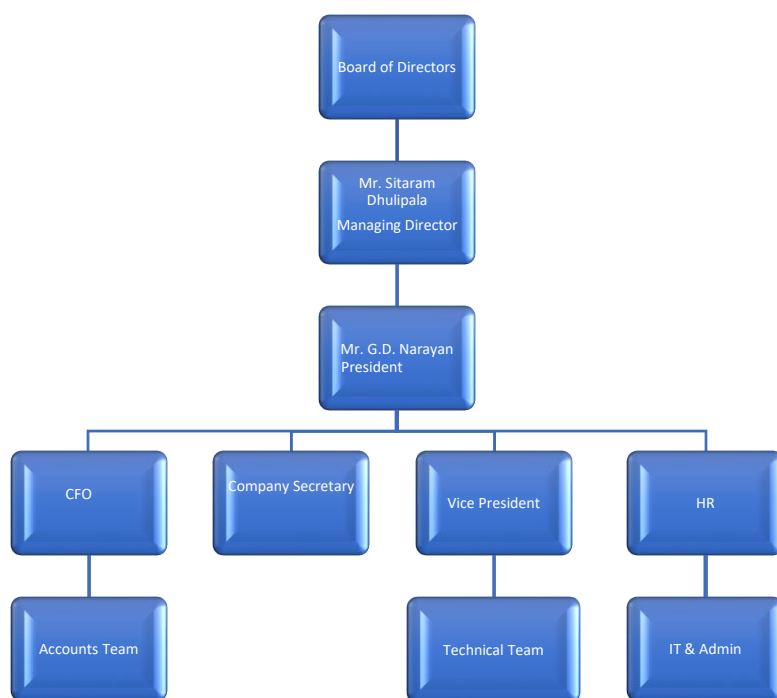 Board of Directors
Mr. Sitaram
Dhulipala
Managing Director
Mr. G.D. Narayan
President
CFO
Company Secretary
Vice President
HR
Accounts Team
Technical Team
IT & Admin